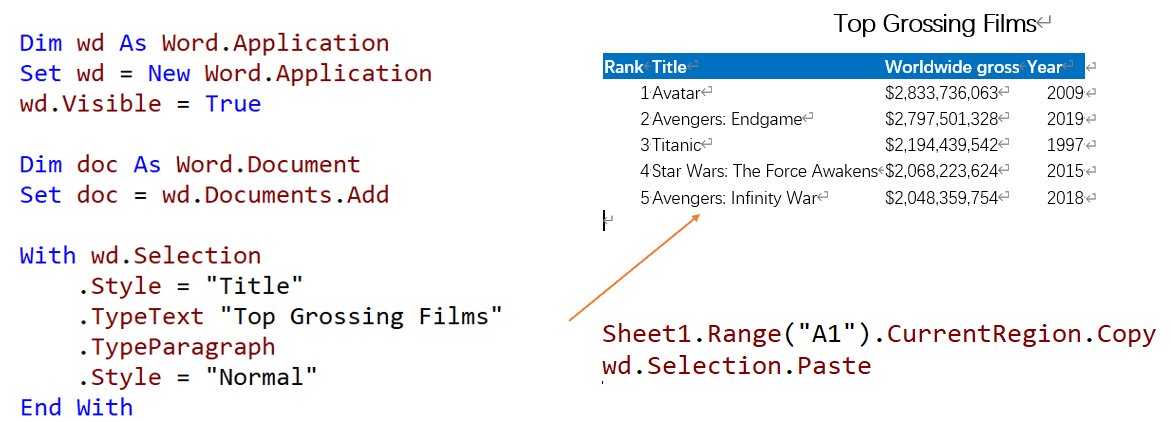 Dim wd As Word.Application
Set wd = New Word.Application
wd.Visible = True
Dim doc As Word.Document
Set doc = wd.Documents.Add
With wd.Selection
.Style = "Title"
.TypeText "Top Grossing Films"
.TypeParagraph
.Style = "Normal"
End With
Top Grossing Films
Rank Title Worldwide gross Year
1 Avatar $2,833,736,063 2009
2 Avengers: Endgame $2,797,501,328 2019
3 Titanic $2,194,439,542 1997
4 Star Wars: The Force Awakens $2,068,223,624 2015
5 Avengers: Infinity War $2,048,359,754 2018
Sheet1.Range("A1").CurrentRegion.Copy
wd.Selection.Paste